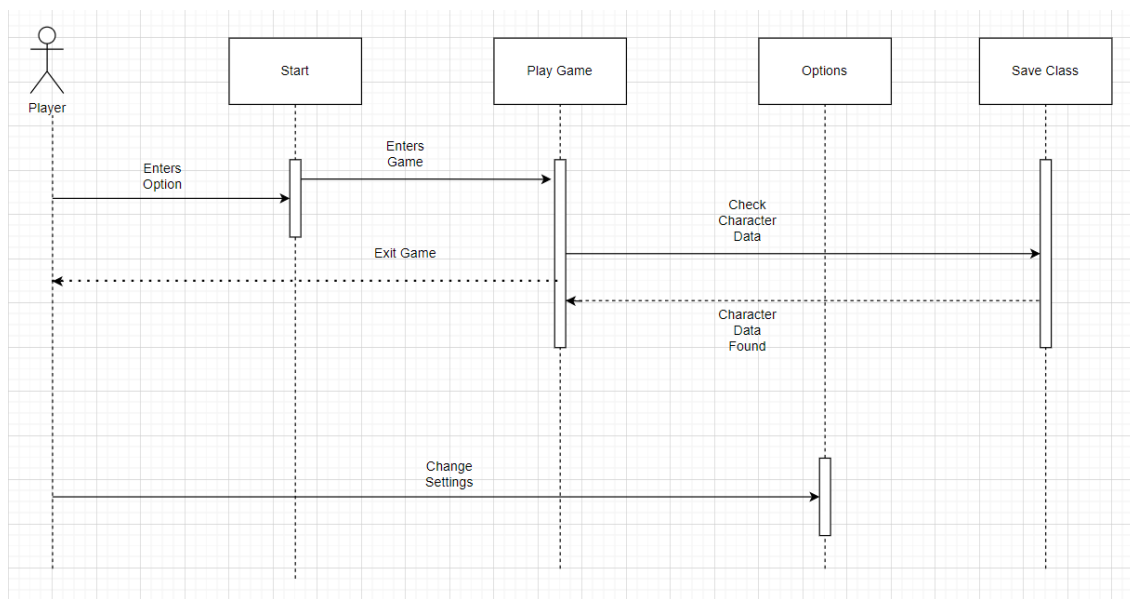 Start
Play Game
Options
Save Class
Player
Enters
Game
Enters
Option
Check
Character
Data
Exit Game
Character
Data
Found
Change
Settings